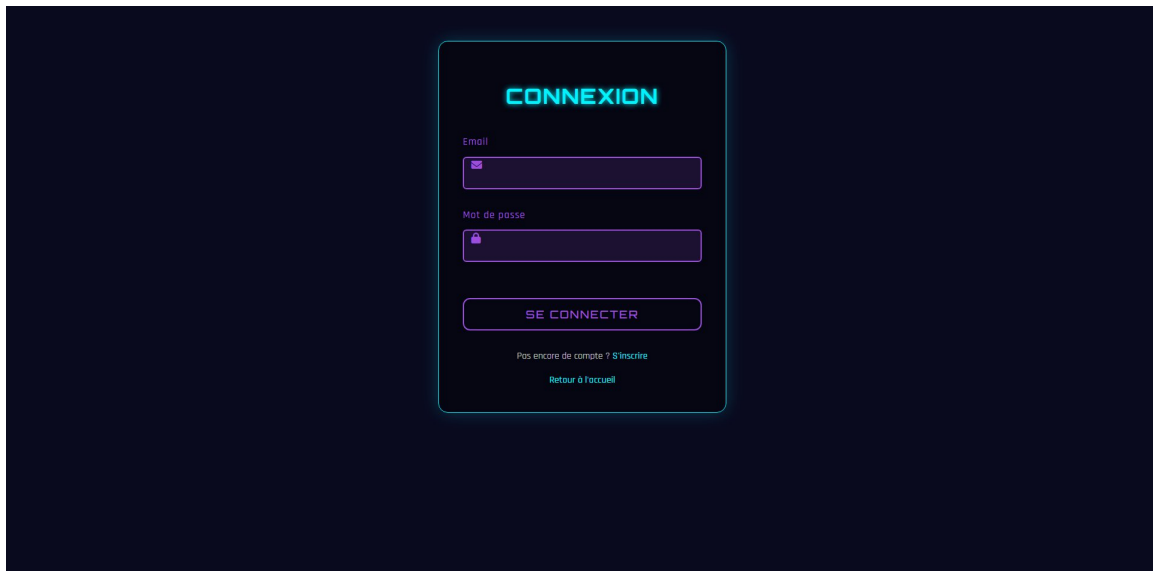 CONNEXION
Email
Mot de passe
SE CONNECTER
Pas encore de compte ? S'inscrire
Retour à l'accueil